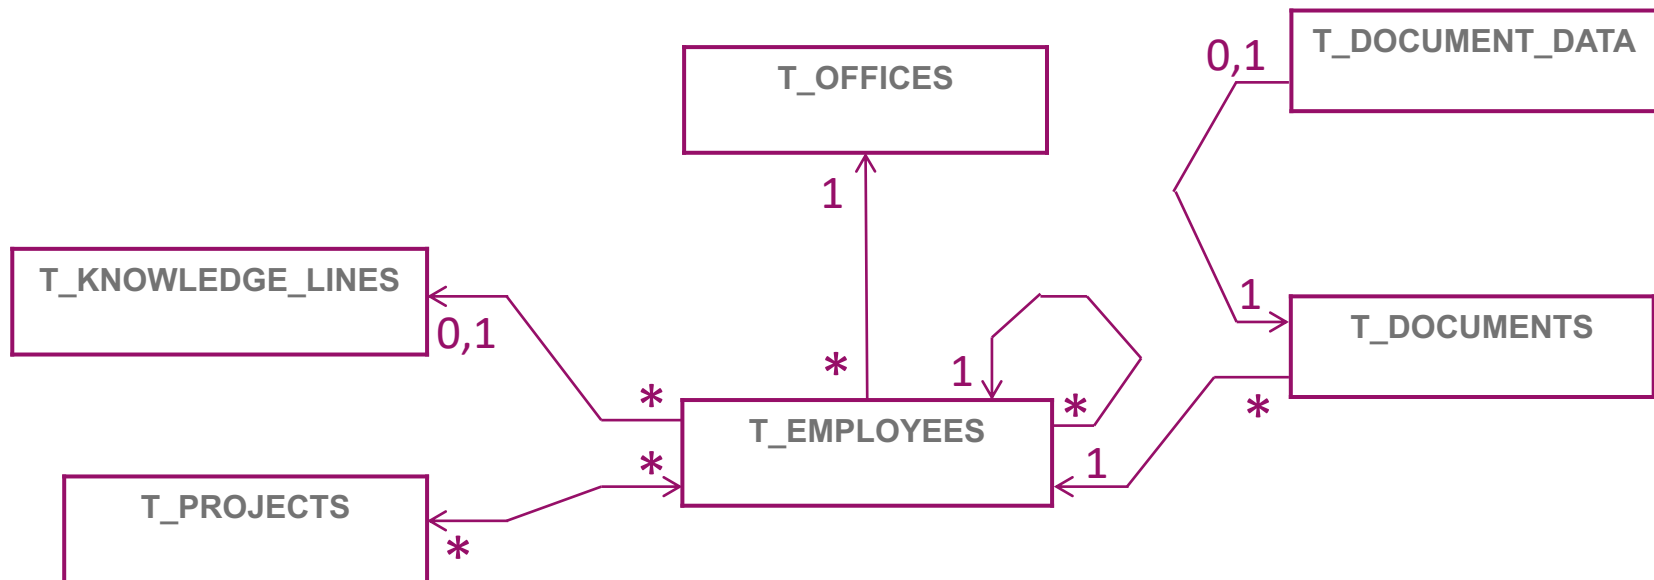 T_DOCUMENT_DATA
0,1
T_OFFICES
1
T_KNOWLEDGE_LINES
0,1
1
T_DOCUMENTS
*
1
*
*
*
T_EMPLOYEES
*
1
T_PROJECTS
*